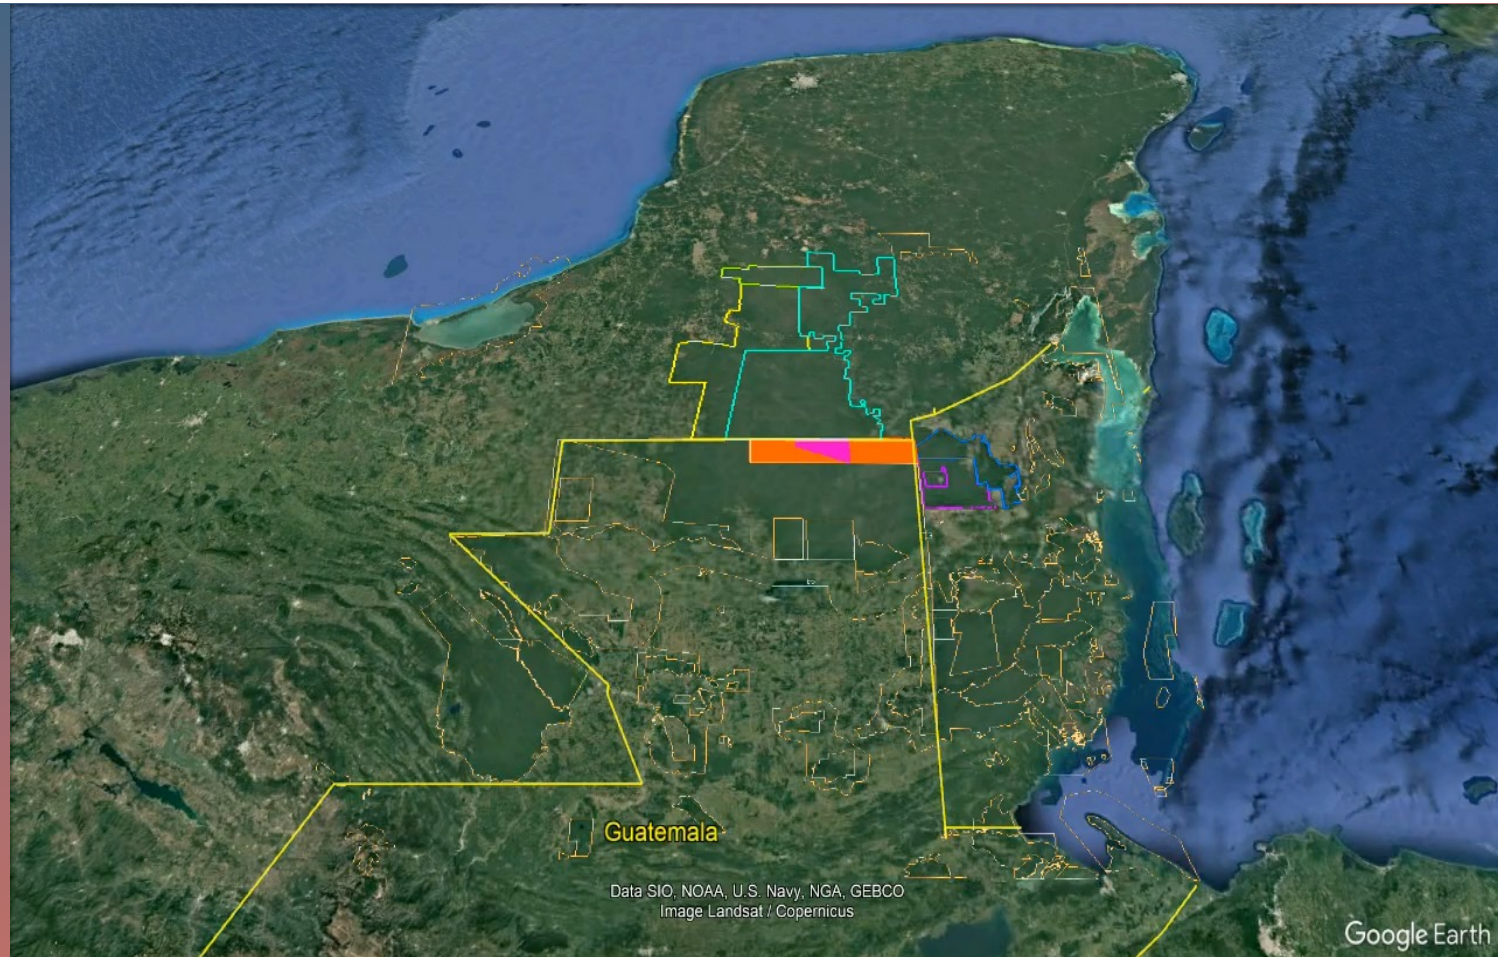 Guatemala
Data SIO, NOAA, U.S. Navy, NGA, GEBCO
Image Landsat / Copernicus
Google Earth